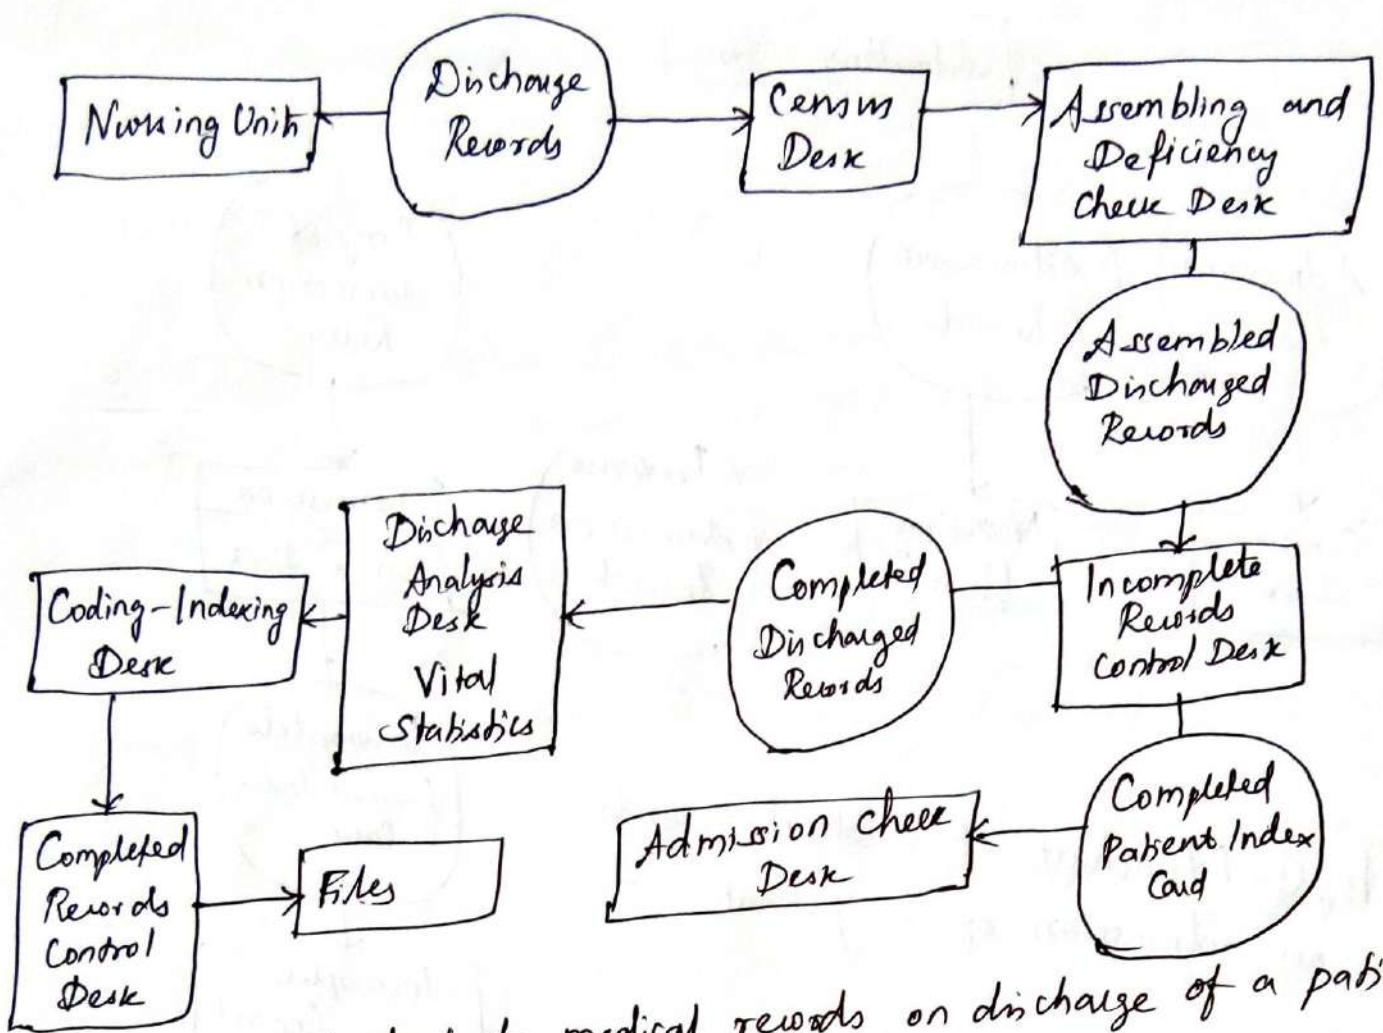 Nursing Unit
Discharge
Records
Census
Desk
Assembling and
Deficiency
Check Desk
Assembled
Discharged
Records
Incomplete
Records
Control Desk
Completed
Discharged
Records
Discharge
Analysis
Desk
Vital
Statistics
Coding-Indexing
Desk
Completed
Patient Index
Card
Admission Check
Desk
Completed
Records
Control
Desk
Files
medical records on discharge of a